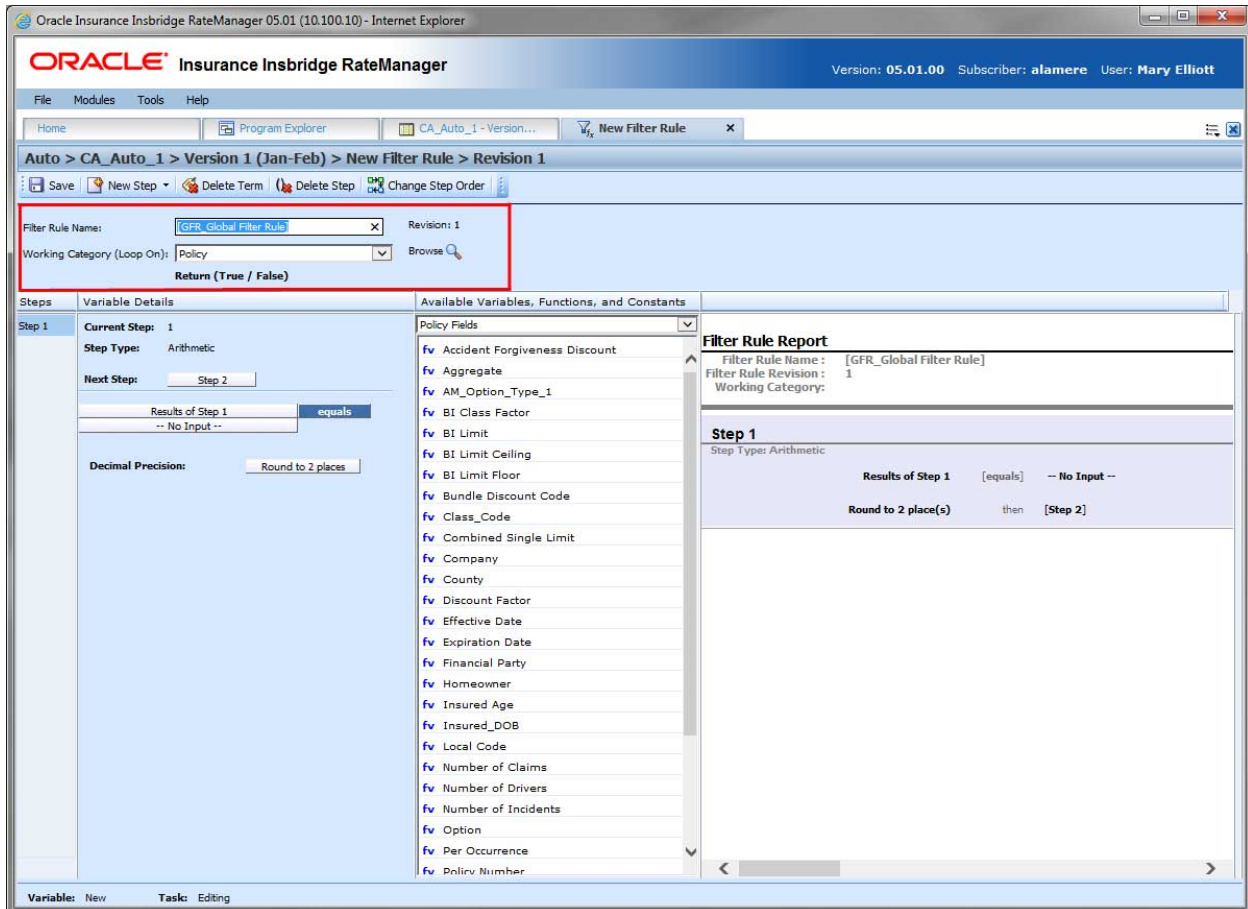 Oracle Insurance Insbridge RateManager 05.01 (10.100.10) - Internet Explorer
ORACLE Insurance Insbridge RateManager
Version: 05.01.00 Subscriber: alamere User: Mary Elliott
File Modules Tools Help
Home Program Explorer CA_Auto_1 - Version... New Filter Rule x
Auto > CA_Auto_1 > Version 1 (Jan-Feb) > New Filter Rule > Revision 1
Save New Step Delete Term Delete Step Change Step Order
Filter Rule Name: [GFR_Global Filter Rule] x Revision: 1
Working Category (Loop On): Policy Browse
Return (True / False)
Steps Variable Details Available Variables, Functions, and Constants
Step 1
Current Step: 1
Step Type: Arithmetic
Next Step: Step 2
Results of Step 1 equals
-- No Input --
Decimal Precision: Round to 2 places
Policy Fields
fv Accident Forgiveness Discount
fv Aggregate
fv AM_Option_Type_1
fv BI Class Factor
fv BI Limit
fv BI Limit Ceiling
fv BI Limit Floor
fv Bundle Discount Code
fv Class_Code
fv Combined Single Limit
fv Company
fv County
fv Discount Factor
fv Effective Date
fv Expiration Date
fv Financial Party
fv Homeowner
fv Insured Age
fv Insured_DOB
fv Local Code
fv Number of Claims
fv Number of Drivers
fv Number of Incidents
fv Option
fv Per Occurrence
fv Policy Number
Filter Rule Report
Filter Rule Name : [GFR_Global Filter Rule]
Filter Rule Revision : 1
Working Category:
Step 1
Step Type: Arithmetic
Results of Step 1 [equals] -- No Input --
Round to 2 place(s) then [Step 2]
Variable: New Task: Editing